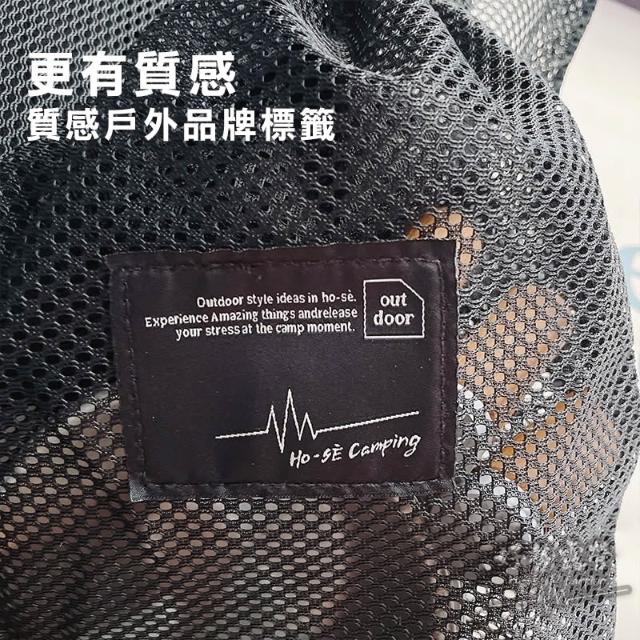 更有質感
質感戶外品牌標籤
Outdoor style ideas in ho-sè.
Experience Amazing things andrelease
your stress at the camp moment.
out
door
Ho-sÈ Camping